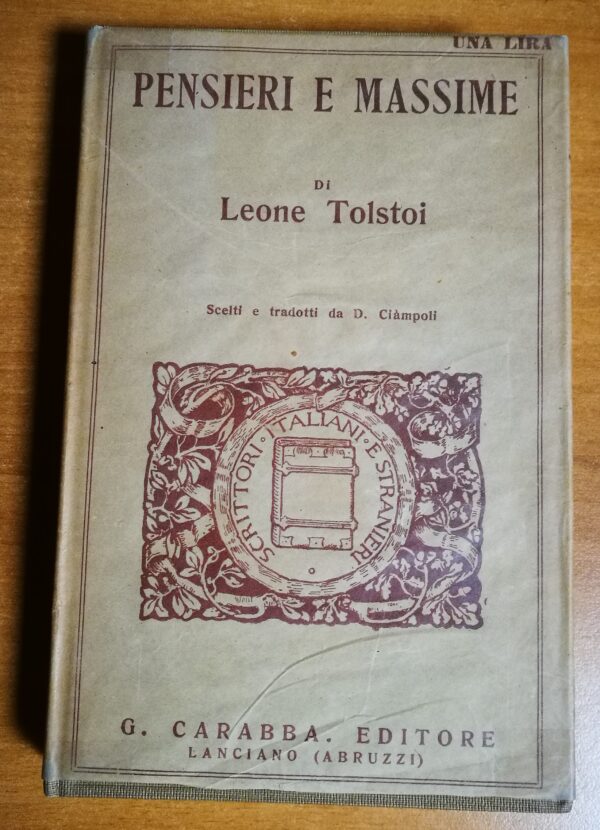 UNA LIRA
PENSIERI E MASSIME
DI
Leone Tolstoi
Scelti e tradotti da D. Ciàmpoli
SCRITTORI · ITALIANI · E STRANIERI
G. CARABBA. EDITORE
LANCIANO (ABRUZZI)